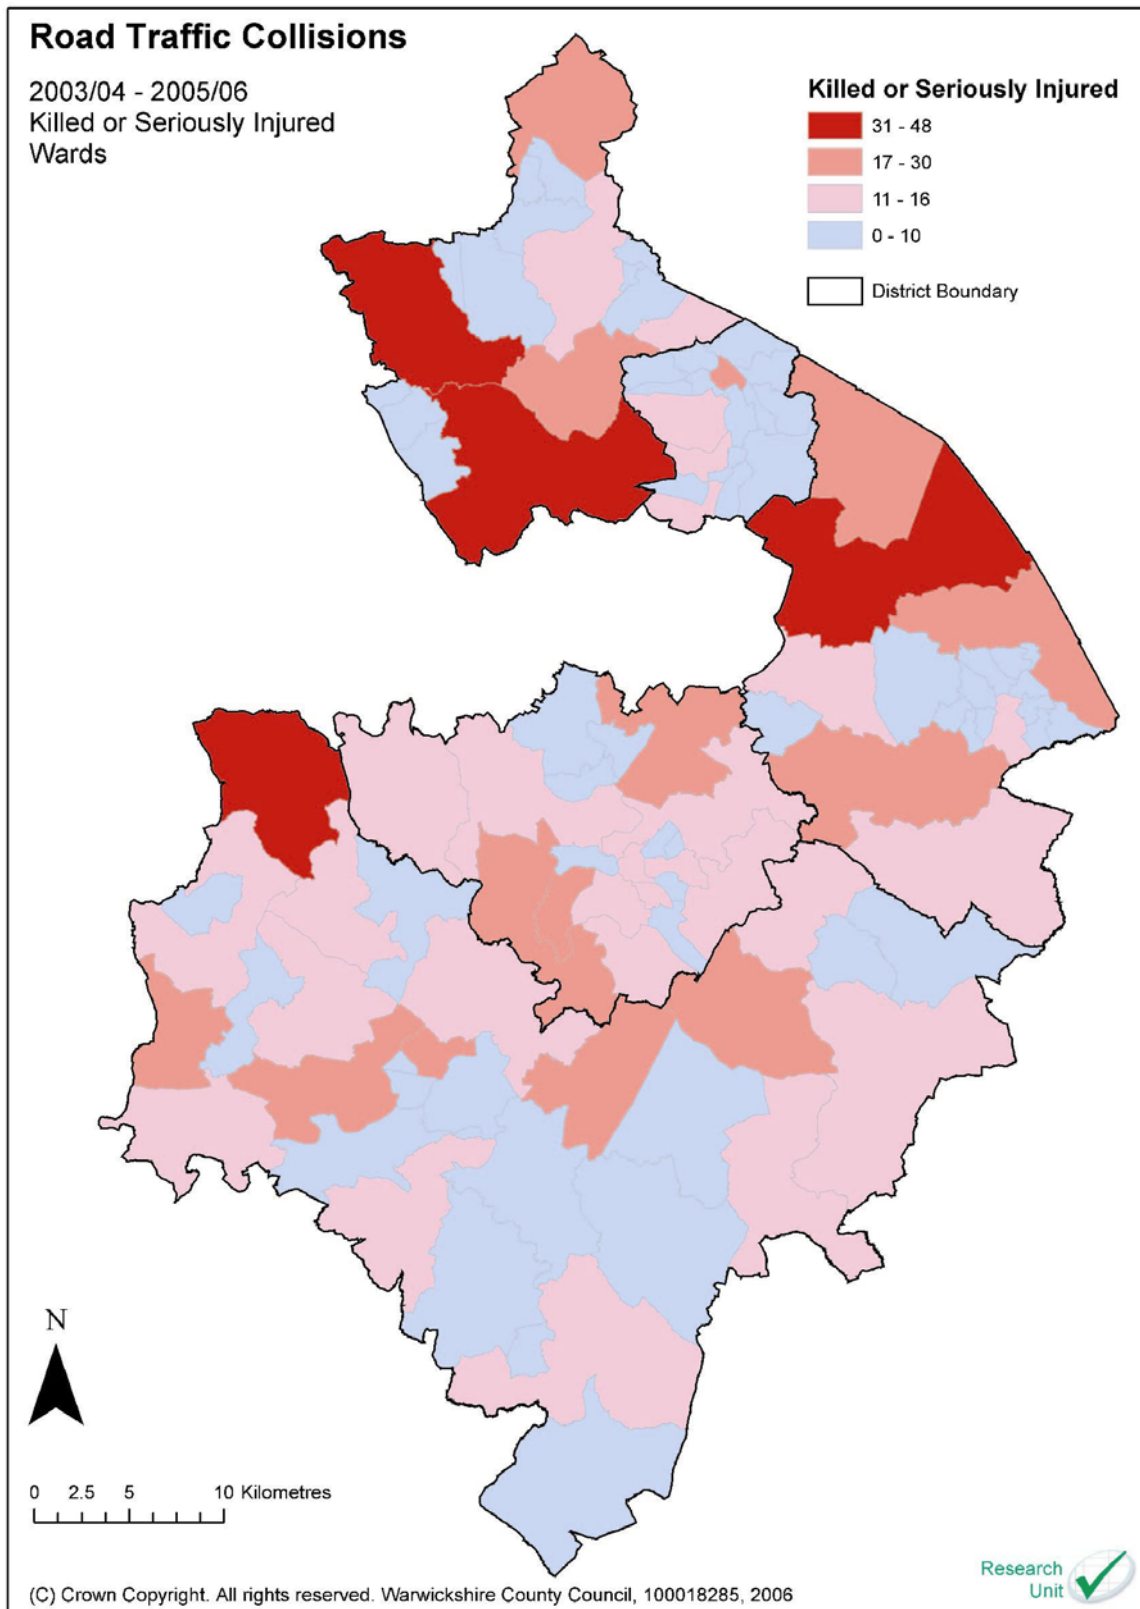 Road Traffic Collisions
2003/04 - 2005/06
Killed or Seriously Injured
Wards
Killed or Seriously Injured
31 - 48
17 - 30
11 - 16
0 - 10
District Boundary
N
0 2.5 5 10 Kilometres
(C) Crown Copyright. All rights reserved. Warwickshire County Council, 100018285, 2006
Research
Unit